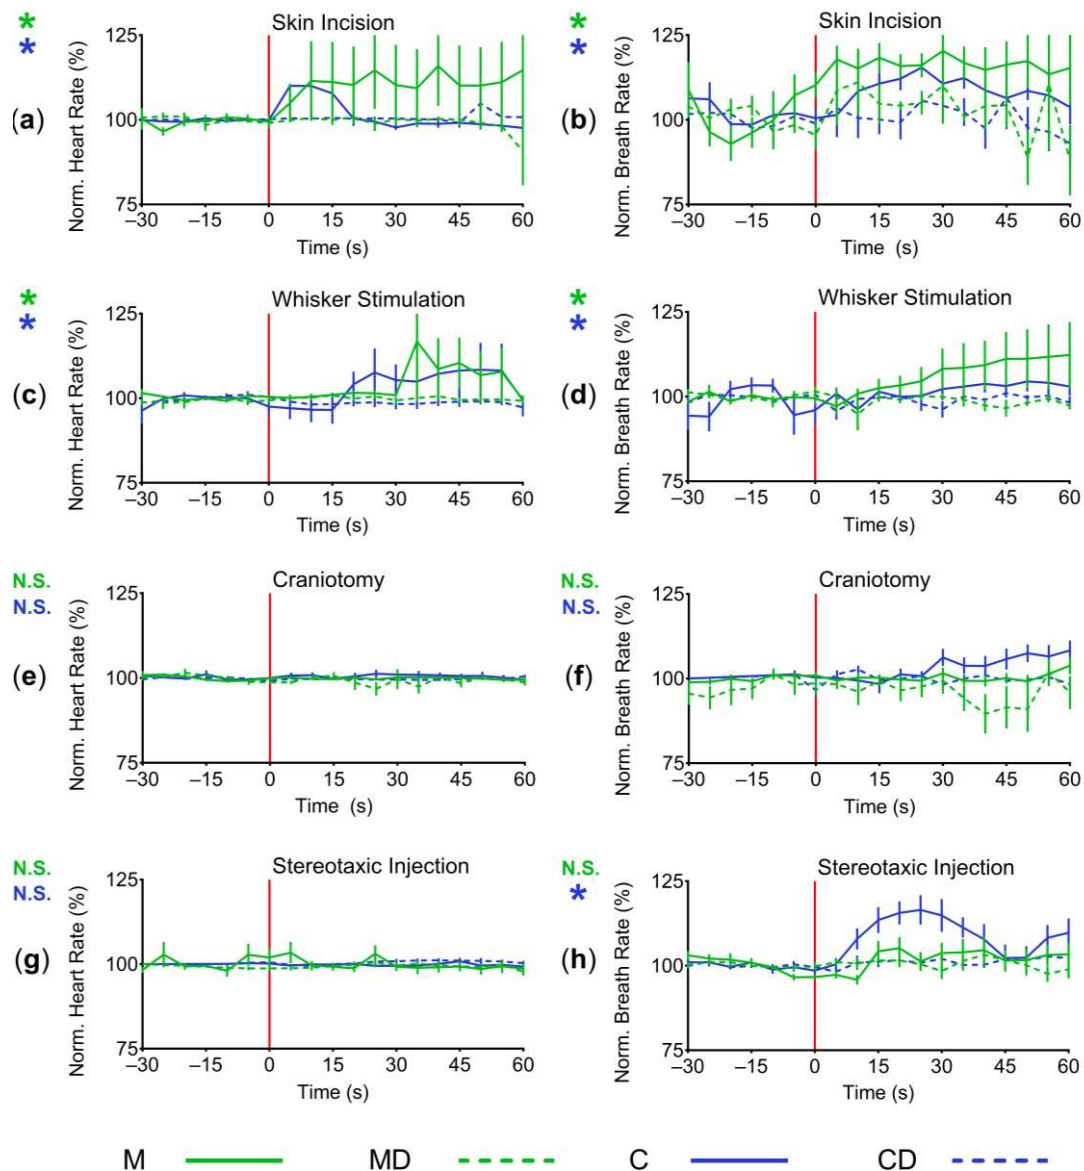 *
*
(a)
Skin Incision
Norm. Heart Rate (%)
125
100
75
–30 –15 0 15 30 45 60
Time (s)
*
*
(b)
Skin Incision
Norm. Breath Rate (%)
125
100
75
–30 –15 0 15 30 45 60
Time (s)
*
*
(c)
Whisker Stimulation
Norm. Heart Rate (%)
125
100
75
–30 –15 0 15 30 45 60
Time (s)
*
*
(d)
Whisker Stimulation
Norm. Breath Rate (%)
125
100
75
–30 –15 0 15 30 45 60
Time (s)
N.S.
N.S.
(e)
Craniotomy
Norm. Heart Rate (%)
125
100
75
–30 –15 0 15 30 45 60
Time (s)
N.S.
N.S.
(f)
Craniotomy
Norm. Breath Rate (%)
125
100
75
–30 –15 0 15 30 45 60
Time (s)
N.S.
N.S.
(g)
Stereotaxic Injection
Norm. Heart Rate (%)
125
100
75
–30 –15 0 15 30 45 60
Time (s)
N.S.
*
(h)
Stereotaxic Injection
Norm. Breath Rate (%)
125
100
75
–30 –15 0 15 30 45 60
Time (s)
M MD C CD